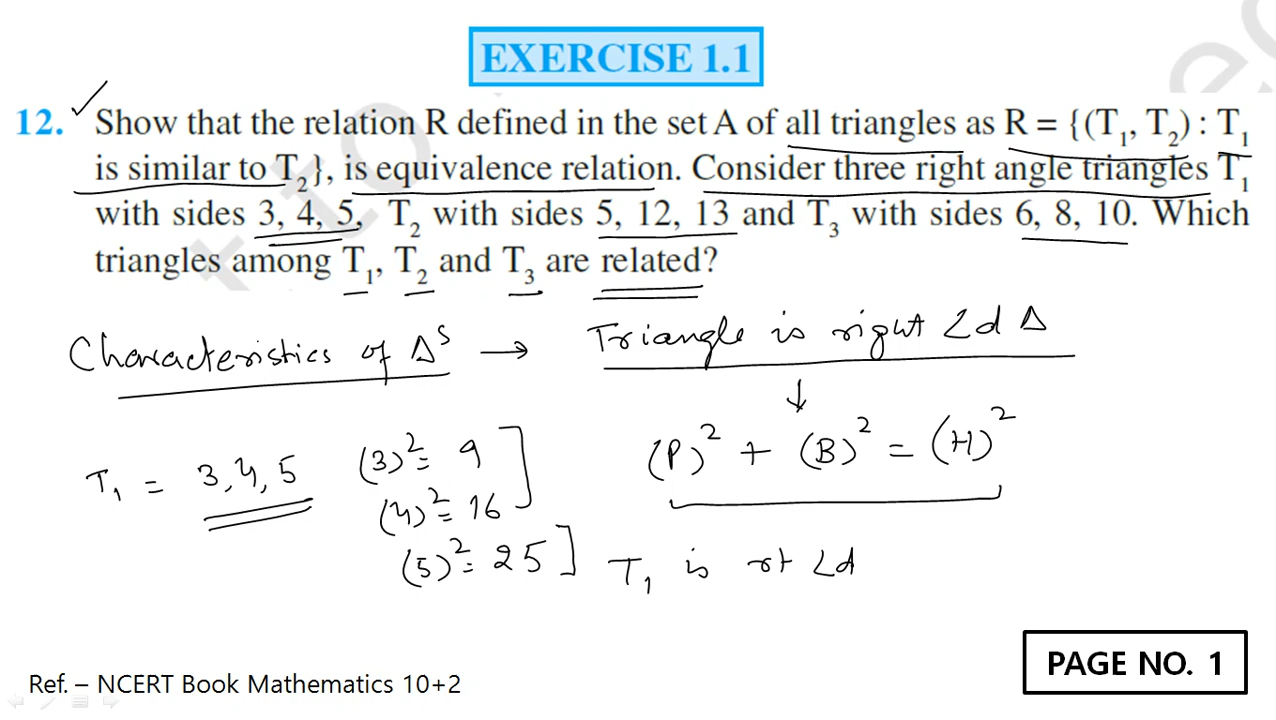 EXERCISE 1.1
12. Show that the relation R defined in the set A of all triangles as R = {(T₁, T₂) : T₁
is similar to T₂}, is equivalence relation. Consider three right angle triangles T₁
with sides 3, 4, 5, T₂ with sides 5, 12, 13 and T₃ with sides 6, 8, 10. Which
triangles among T₁, T₂ and T₃ are related?
Characteristics of Δˢ → Triangle is right ∠d Δ
↓
(P)² + (B)² = (H)²
T₁ = 3, 4, 5 (3)² = 9
(4)² = 16
(5)² = 25 ] T₁ is rt ∠d
PAGE NO. 1
Ref. – NCERT Book Mathematics 10+2